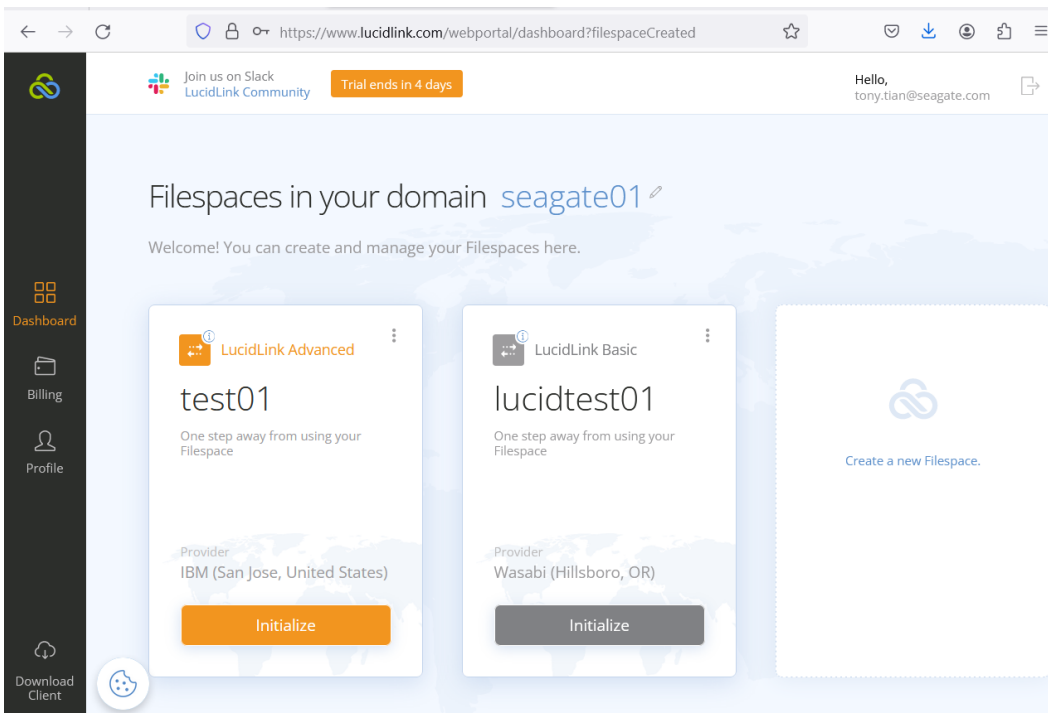 https://www.lucidlink.com/webportal/dashboard?filespaceCreated
Join us on Slack
LucidLink Community
Trial ends in 4 days
Hello,
tony.tian@seagate.com
Filespaces in your domain seagate01
Welcome! You can create and manage your Filespaces here.
Dashboard
Billing
Profile
Download
Client
LucidLink Advanced
test01
One step away from using your
Filespace
Provider
IBM (San Jose, United States)
Initialize
LucidLink Basic
lucidtest01
One step away from using your
Filespace
Provider
Wasabi (Hillsboro, OR)
Initialize
Create a new Filespace.